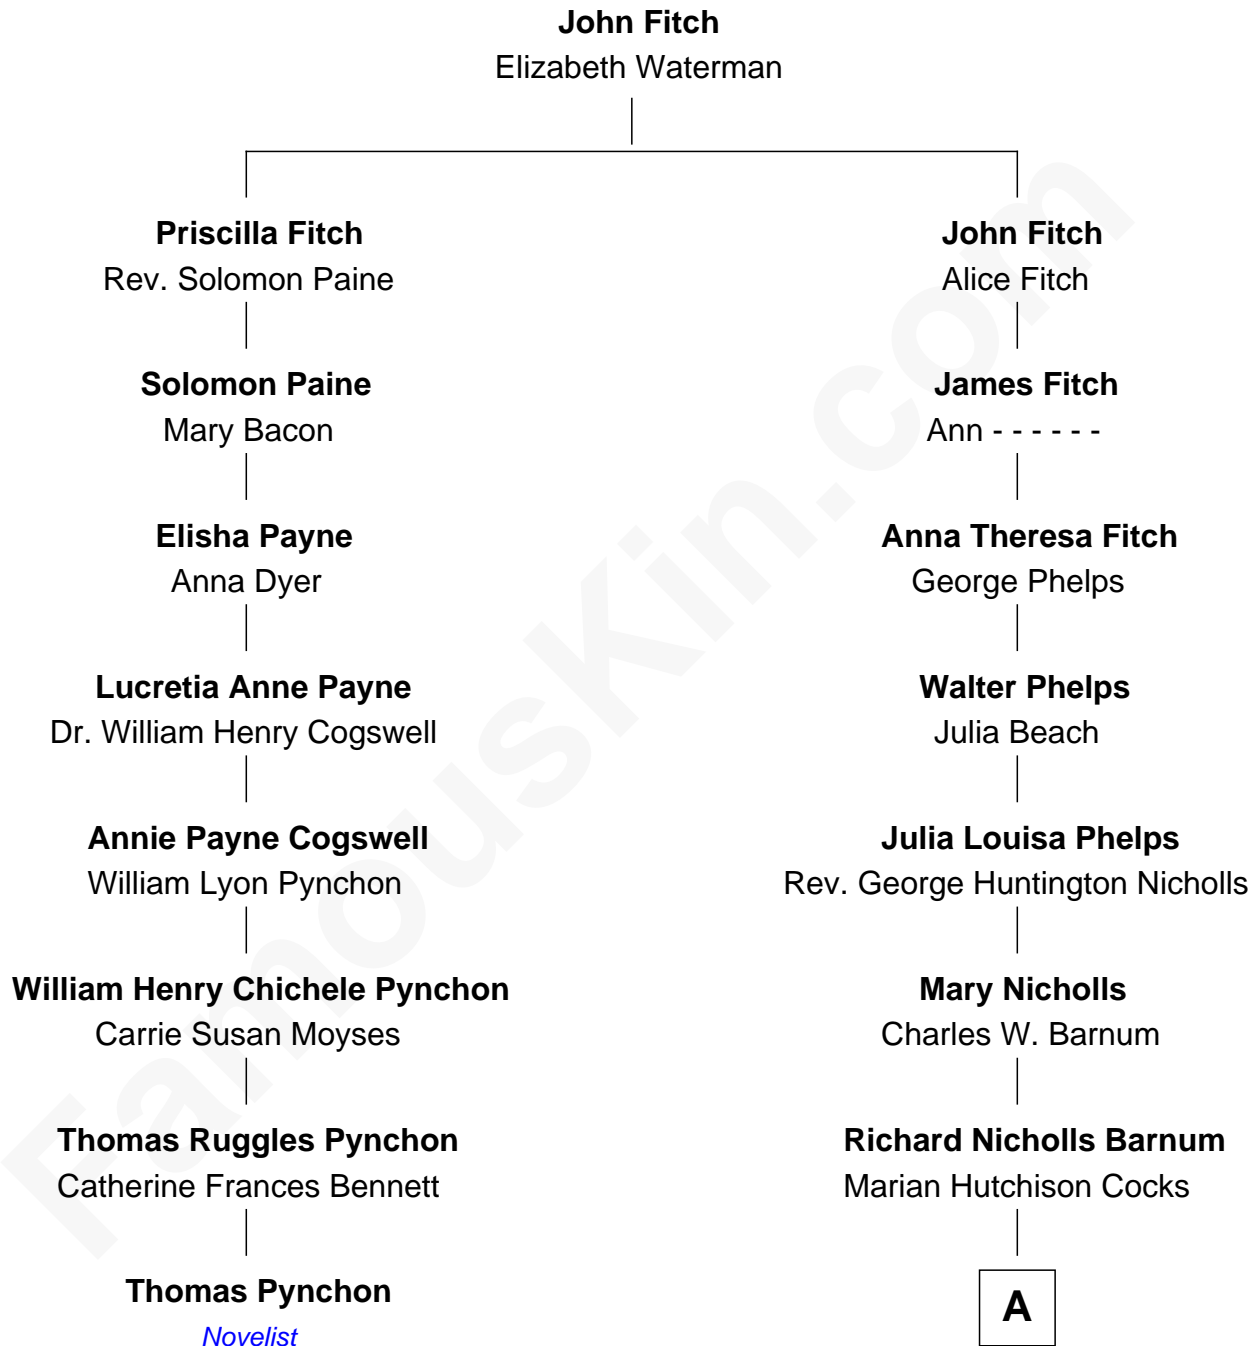 John Fitch
Elizabeth Waterman
Priscilla Fitch
Rev. Solomon Paine
John Fitch
Alice Fitch
Solomon Paine
Mary Bacon
James Fitch
Ann - - - - - -
Elisha Payne
Anna Dyer
Anna Theresa Fitch
George Phelps
Lucretia Anne Payne
Dr. William Henry Cogswell
Walter Phelps
Julia Beach
Annie Payne Cogswell
William Lyon Pynchon
Julia Louisa Phelps
Rev. George Huntington Nicholls
William Henry Chichele Pynchon
Carrie Susan Moyses
Mary Nicholls
Charles W. Barnum
Thomas Ruggles Pynchon
Catherine Frances Bennett
Richard Nicholls Barnum
Marian Hutchison Cocks
Thomas Pynchon
Novelist
A
FamousKin.com